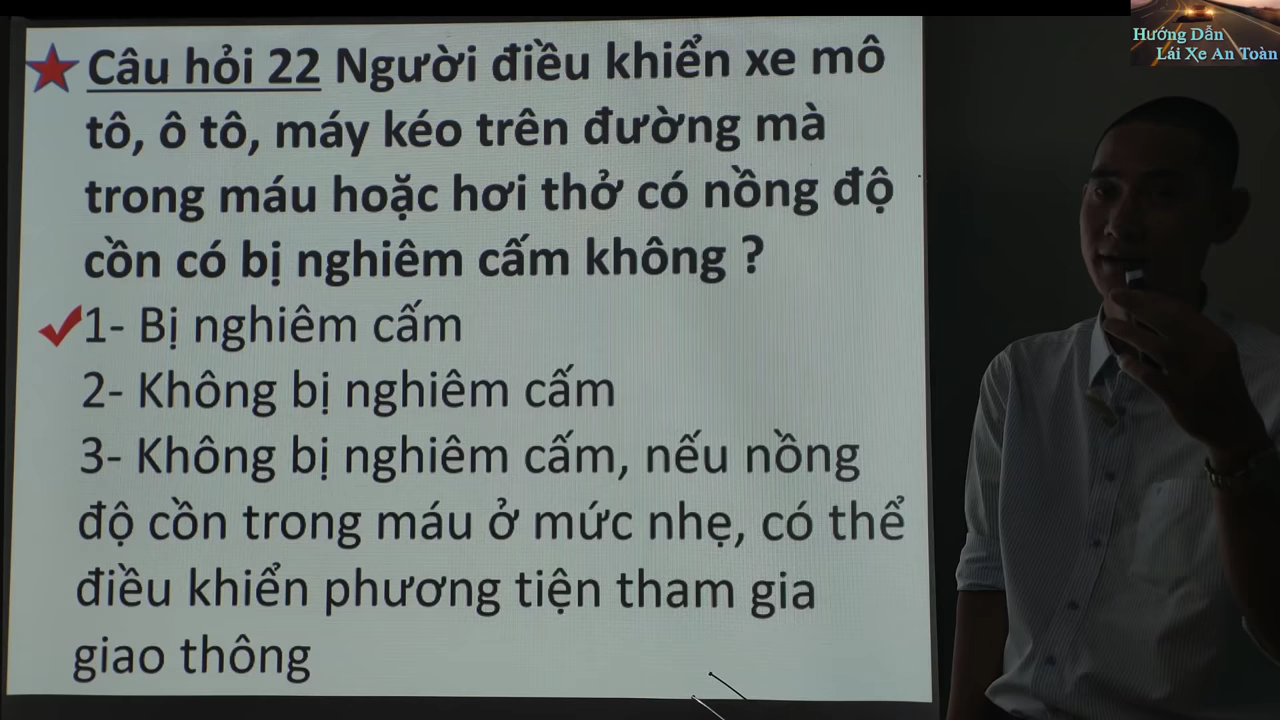 Hướng Dẫn
Lái Xe An Toàn
Câu hỏi 22 Người điều khiển xe mô
tô, ô tô, máy kéo trên đường mà
trong máu hoặc hơi thở có nồng độ
cồn có bị nghiêm cấm không ?
1- Bị nghiêm cấm
2- Không bị nghiêm cấm
3- Không bị nghiêm cấm, nếu nồng
độ cồn trong máu ở mức nhẹ, có thể
điều khiển phương tiện tham gia
giao thông